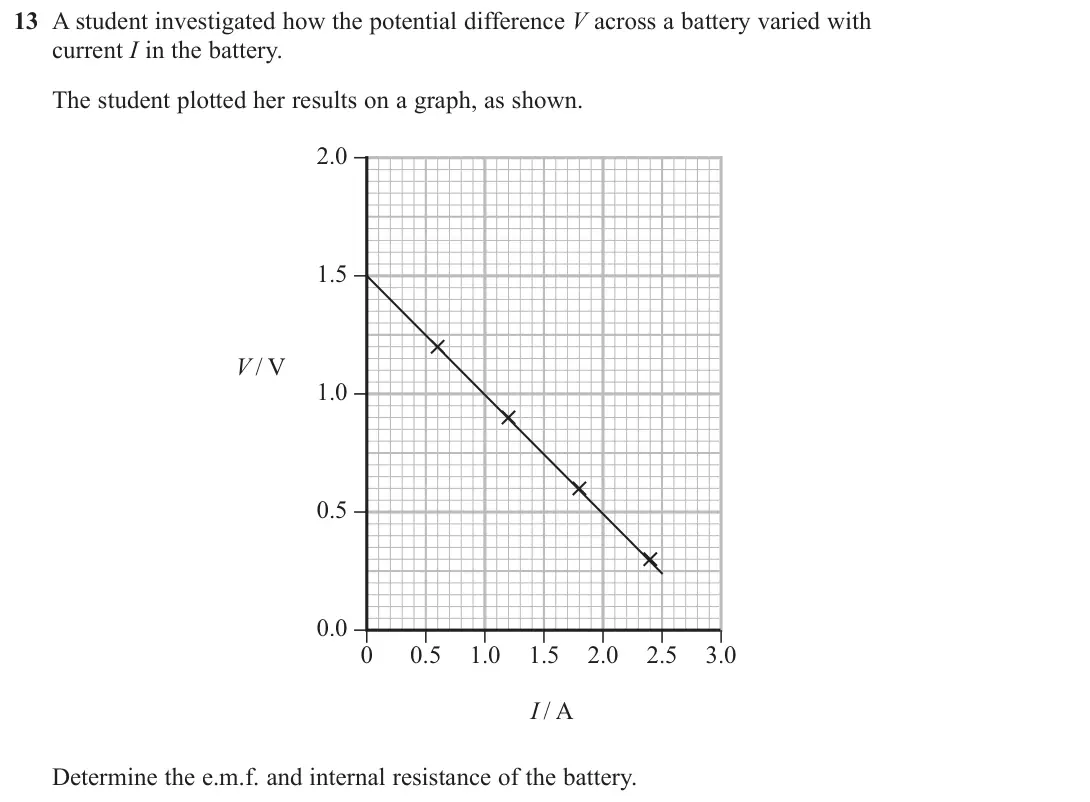 13 A student investigated how the potential difference V across a battery varied with
current I in the battery.
The student plotted her results on a graph, as shown.
2.0
1.5
V / V
1.0
0.5
0.0
0 0.5 1.0 1.5 2.0 2.5 3.0
I / A
Determine the e.m.f. and internal resistance of the battery.